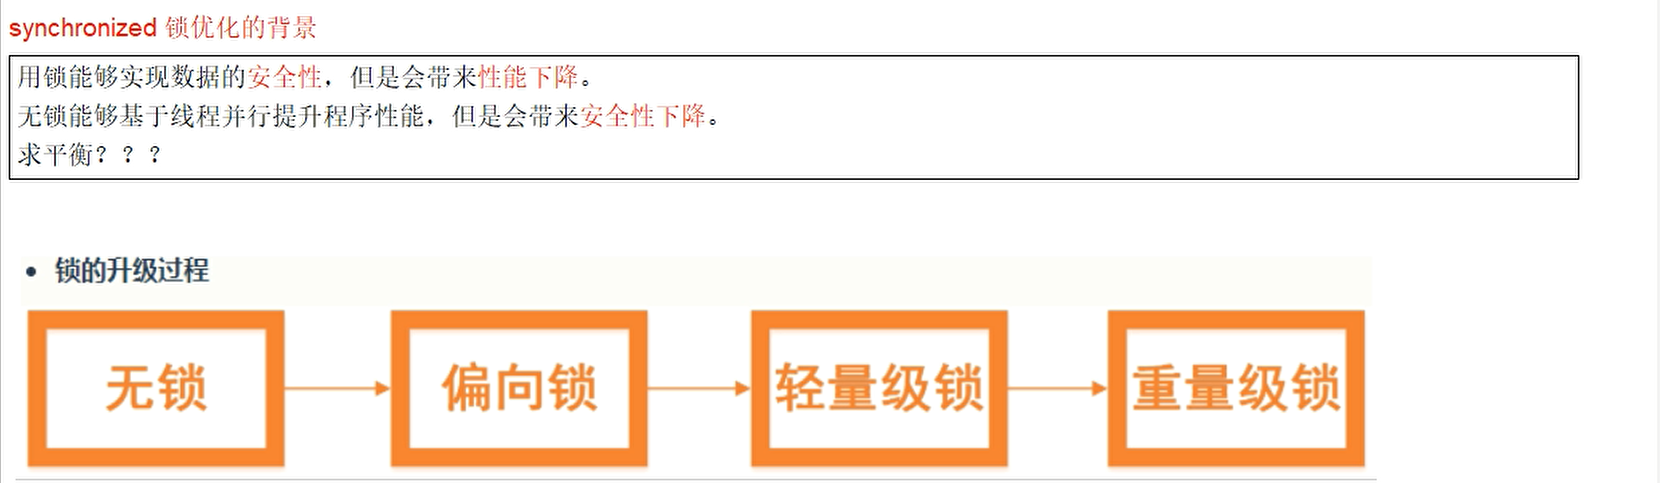 synchronized 锁优化的背景
用锁能够实现数据的安全性，但是会带来性能下降。
无锁能够基于线程并行提升程序性能，但是会带来安全性下降。
求平衡？？？
• 锁的升级过程
无锁
偏向锁
轻量级锁
重量级锁